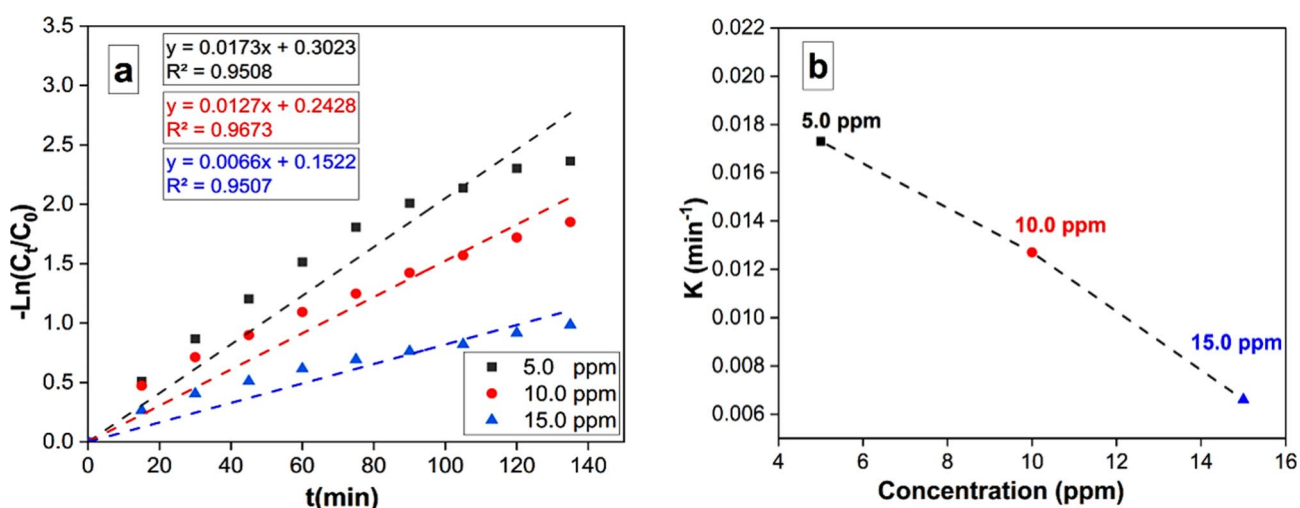 a
y = 0.0173x + 0.3023
R² = 0.9508
y = 0.0127x + 0.2428
R² = 0.9673
y = 0.0066x + 0.1522
R² = 0.9507
-3.5
3.0
2.5
2.0
1.5
1.0
0.5
0.0
-Ln(Cₜ/C₀)
5.0 ppm
10.0 ppm
15.0 ppm
0 20 40 60 80 100 120 140
t(min)
b
0.022
0.020
0.018
0.016
0.014
0.012
0.010
0.008
0.006
K (min⁻¹)
5.0 ppm
10.0 ppm
15.0 ppm
4 6 8 10 12 14 16
Concentration (ppm)